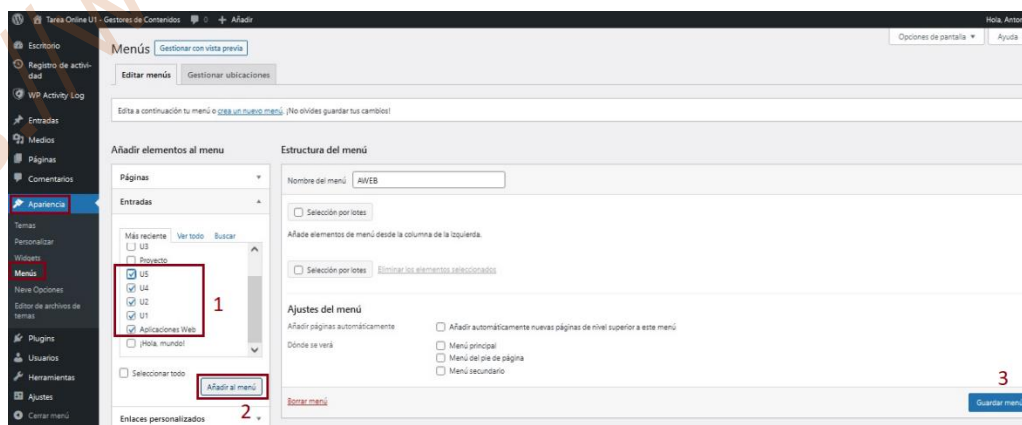 Tarea Online U1 - Gestores de Contenidos 0 + Añadir Hola, Anton
Opciones de pantalla ▼ Ayuda
Escritorio
Registro de activi-
dad
WP Activity Log
Entradas
Medios
Páginas
Comentarios
Apariencia
Temas
Personalizar
Widgets
Menús
Neve Opciones
Editor de archivos de
temas
Plugins
Usuarios
Herramientas
Ajustes
Cerrar menú
Menús Gestionar con vista previa
Editar menús Gestionar ubicaciones
Edita a continuación tu menú o crea un nuevo menú. ¡No olvides guardar tus cambios!
Añadir elementos al menu
Páginas
Entradas
Más reciente Ver todo Buscar
U3
Proyecto
U5
U4
U2
U1
Aplicaciones Web
¡Hola, mundo!
1
Seleccionar todo
Añadir al menú
2
Enlaces personalizados
Estructura del menú
Nombre del menú AWEB
Selección por lotes
Añade elementos de menú desde la columna de la izquierda.
Selección por lotes Eliminar los elementos seleccionados
Ajustes del menú
Añadir páginas automáticamente Añadir automáticamente nuevas páginas de nivel superior a este menú
Dónde se verá Menú principal
Menú del pie de página
Menú secundario
3
Borrar menú Guardar menú